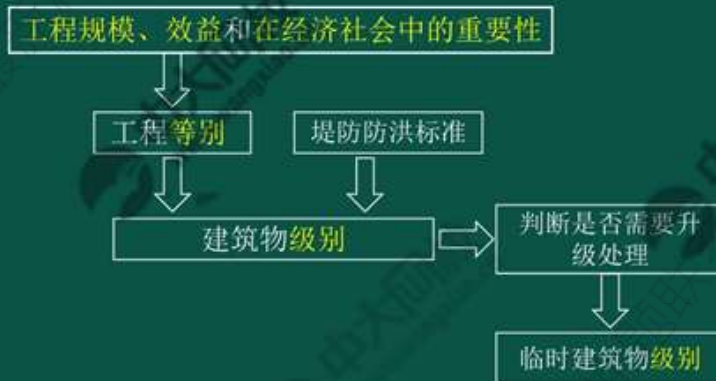 工程规模、效益和在经济社会中的重要性
工程等别
堤防防洪标准
建筑物级别
判断是否需要升
级处理
临时建筑物级别